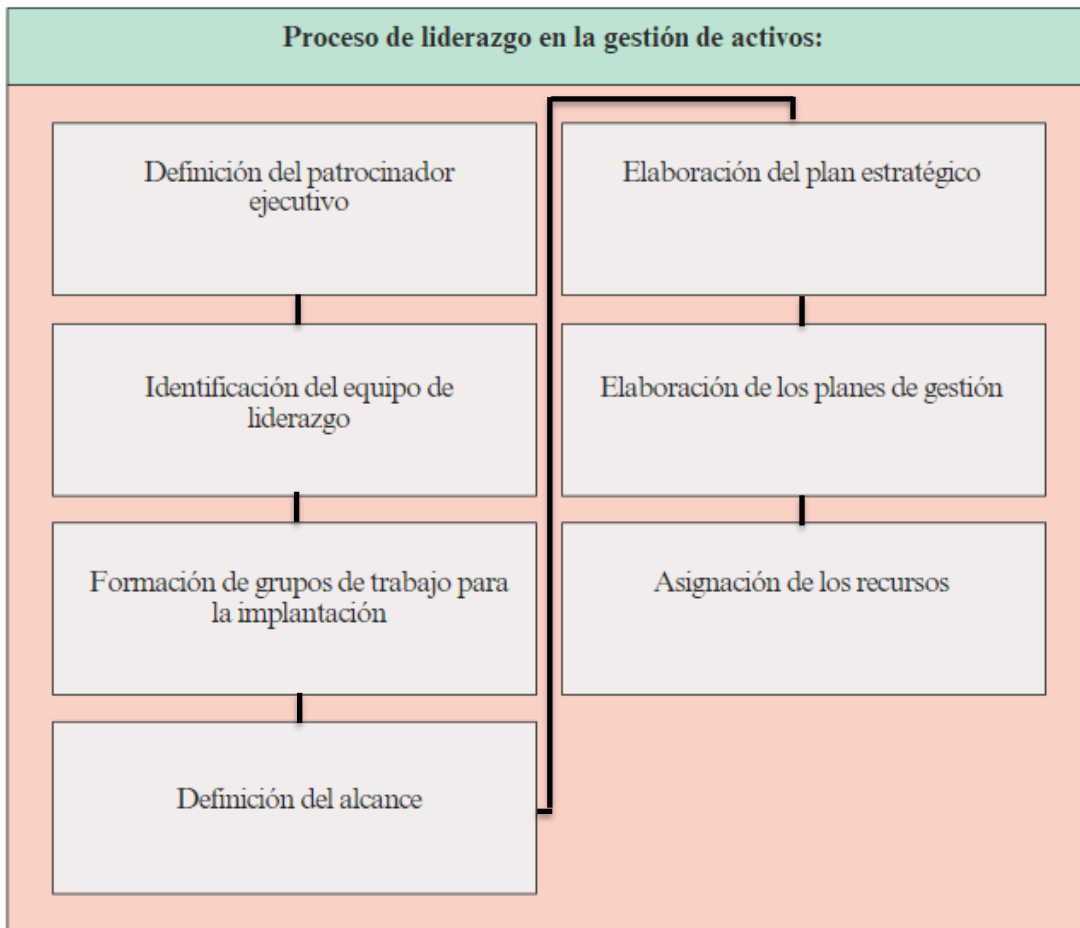 Proceso de liderazgo en la gestión de activos:
Definición del patrocinador
ejecutivo
Identificación del equipo de
liderazgo
Formación de grupos de trabajo para
la implantación
Definición del alcance
Elaboración del plan estratégico
Elaboración de los planes de gestión
Asignación de los recursos